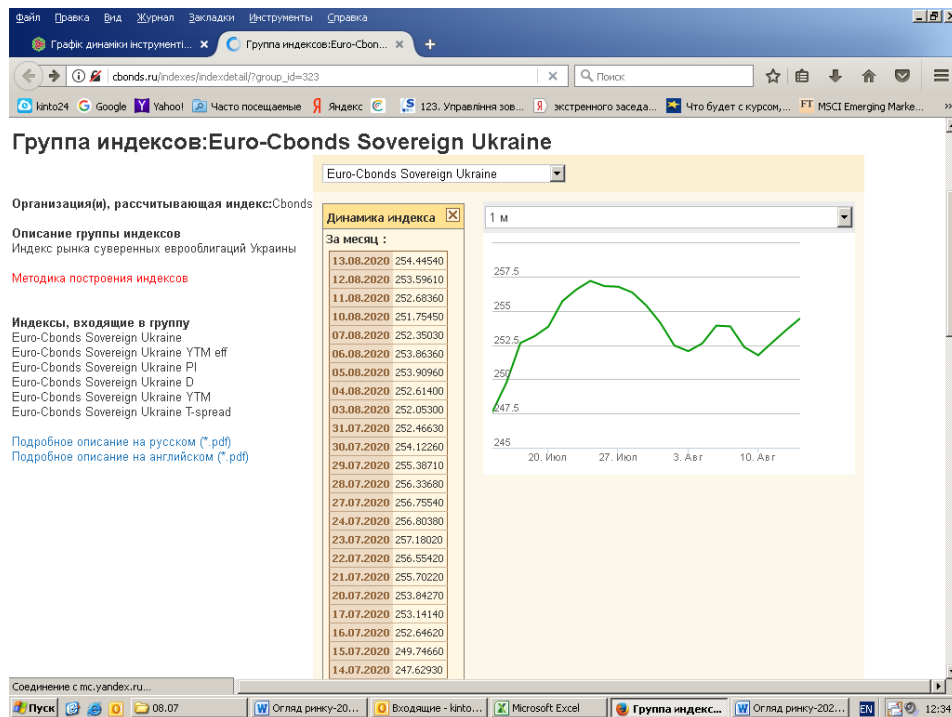 Файл Правка Вид Журнал Закладки Инструменты Справка
Графік динаміки інструменті... Группа индексов:Euro-Cbon...
cbonds.ru/indexes/indexdetail/?group_id=323 Поиск
kinto24 Google Yahoo! Часто посещаемые Яндекс 123. Управління зов... экстренного заседа... Что будет с курсом,... MSCI Emerging Marke...
Группа индексов:Euro-Cbonds Sovereign Ukraine
Euro-Cbonds Sovereign Ukraine
Организация(и), рассчитывающая индекс:Cbonds
Описание группы индексов
Индекс рынка суверенных еврооблигаций Украины
Методика построения индексов
Индексы, входящие в группу
Euro-Cbonds Sovereign Ukraine
Euro-Cbonds Sovereign Ukraine YTM eff
Euro-Cbonds Sovereign Ukraine PI
Euro-Cbonds Sovereign Ukraine D
Euro-Cbonds Sovereign Ukraine YTM
Euro-Cbonds Sovereign Ukraine T-spread
Подробное описание на русском (*.pdf)
Подробное описание на английском (*.pdf)
Динамика индекса
За месяц :
13.08.2020 254.44540
12.08.2020 253.59610
11.08.2020 252.68360
10.08.2020 251.75450
07.08.2020 252.35030
06.08.2020 253.86360
05.08.2020 253.90960
04.08.2020 252.61400
03.08.2020 252.05300
31.07.2020 252.46630
30.07.2020 254.12260
29.07.2020 255.38710
28.07.2020 256.33680
27.07.2020 256.75540
24.07.2020 256.80380
23.07.2020 257.18020
22.07.2020 256.55420
21.07.2020 255.70220
20.07.2020 253.84270
17.07.2020 253.14140
16.07.2020 252.64620
15.07.2020 249.74660
14.07.2020 247.62930
1 м
257.5
255
252.5
250
247.5
245
20. Июл 27. Июл 3. Авг 10. Авг
Соединение с mc.yandex.ru...
Пуск 08.07 Огляд ринку-20... Входящие - kinto... Microsoft Excel Группа индекс... Огляд ринку-202... EN 12:34